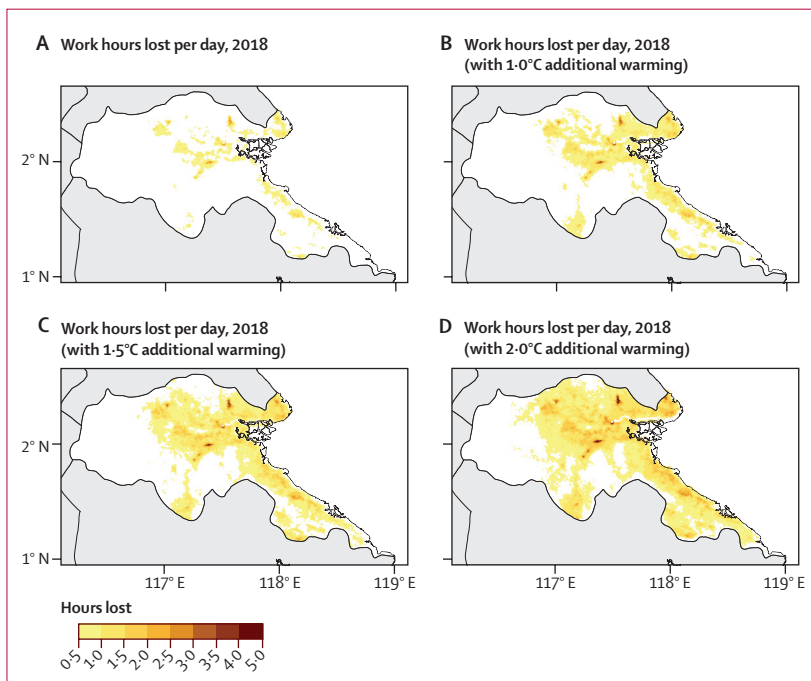 A Work hours lost per day, 2018
B Work hours lost per day, 2018
(with 1·0°C additional warming)
2° N
1° N
C Work hours lost per day, 2018
(with 1·5°C additional warming)
D Work hours lost per day, 2018
(with 2·0°C additional warming)
2° N
1° N
117° E 118° E 119° E
117° E 118° E 119° E
Hours lost
0·5 1·0 1·5 2·0 2·5 3·0 3·5 4·0 5·0